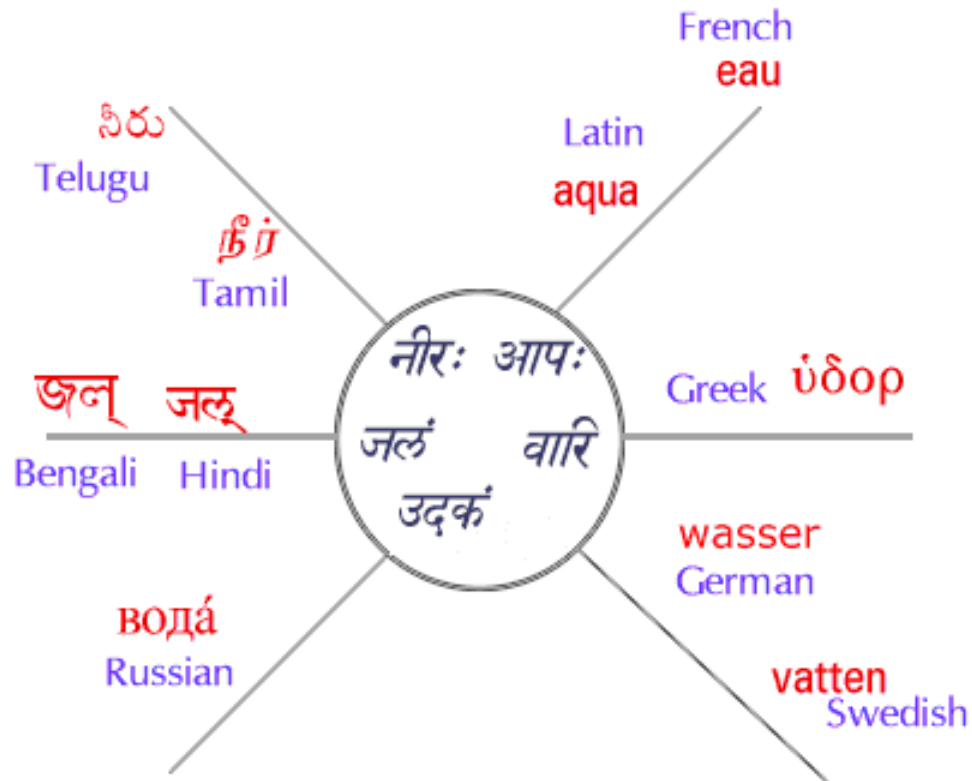 French
eau
Latin
aqua
నీరు
Telugu
நீர்
Tamil
नीरः आपः
जलं वारि
उदकं
Greek ὑδορ
জল্
Bengali
जल्
Hindi
wasser
German
вода́
Russian
vatten
Swedish